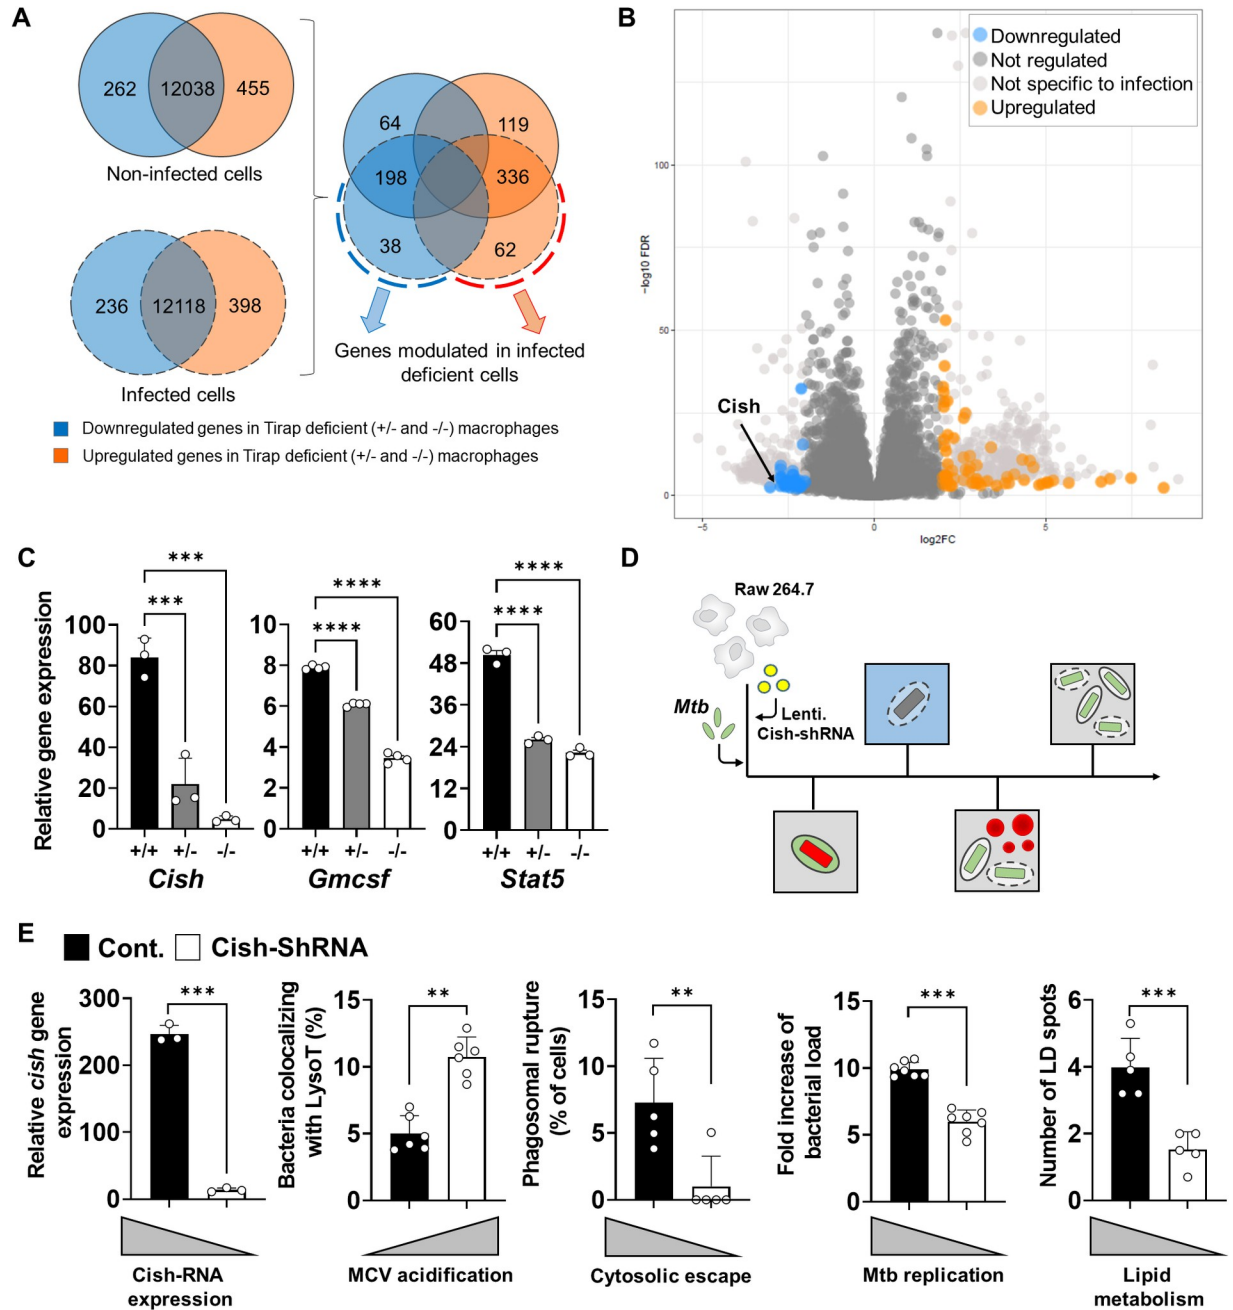 A
262
12038
455
Non-infected cells
236
12118
398
Infected cells
64
119
198
336
38
62
Genes modulated in infected
deficient cells
Downregulated genes in Tirap deficient (+/- and -/-) macrophages
Upregulated genes in Tirap deficient (+/- and -/-) macrophages
B
Downregulated
Not regulated
Not specific to infection
Upregulated
−log10 FDR
100
50
0
Cish
−5
0
5
log2FC
C
Relative gene expression
100
80
60
40
20
0
***
***
+/+
+/-
-/-
Cish
10
8
6
4
2
0
****
****
+/+
+/-
-/-
Gmcsf
60
48
36
24
12
0
****
****
+/+
+/-
-/-
Stat5
D
Raw 264.7
Mtb
Lenti.
Cish-shRNA
E
Cont.
Cish-ShRNA
Relative cish gene
expression
300
200
100
0
***
Cish-RNA
expression
Bacteria colocalizing
with LysoT (%)
15
10
5
0
**
MCV acidification
Phagosomal rupture
(% of cells)
15
10
5
0
**
Cytosolic escape
Fold increase of
bacterial load
15
10
5
0
***
Mtb replication
Number of LD spots
6
4
2
0
***
Lipid
metabolism